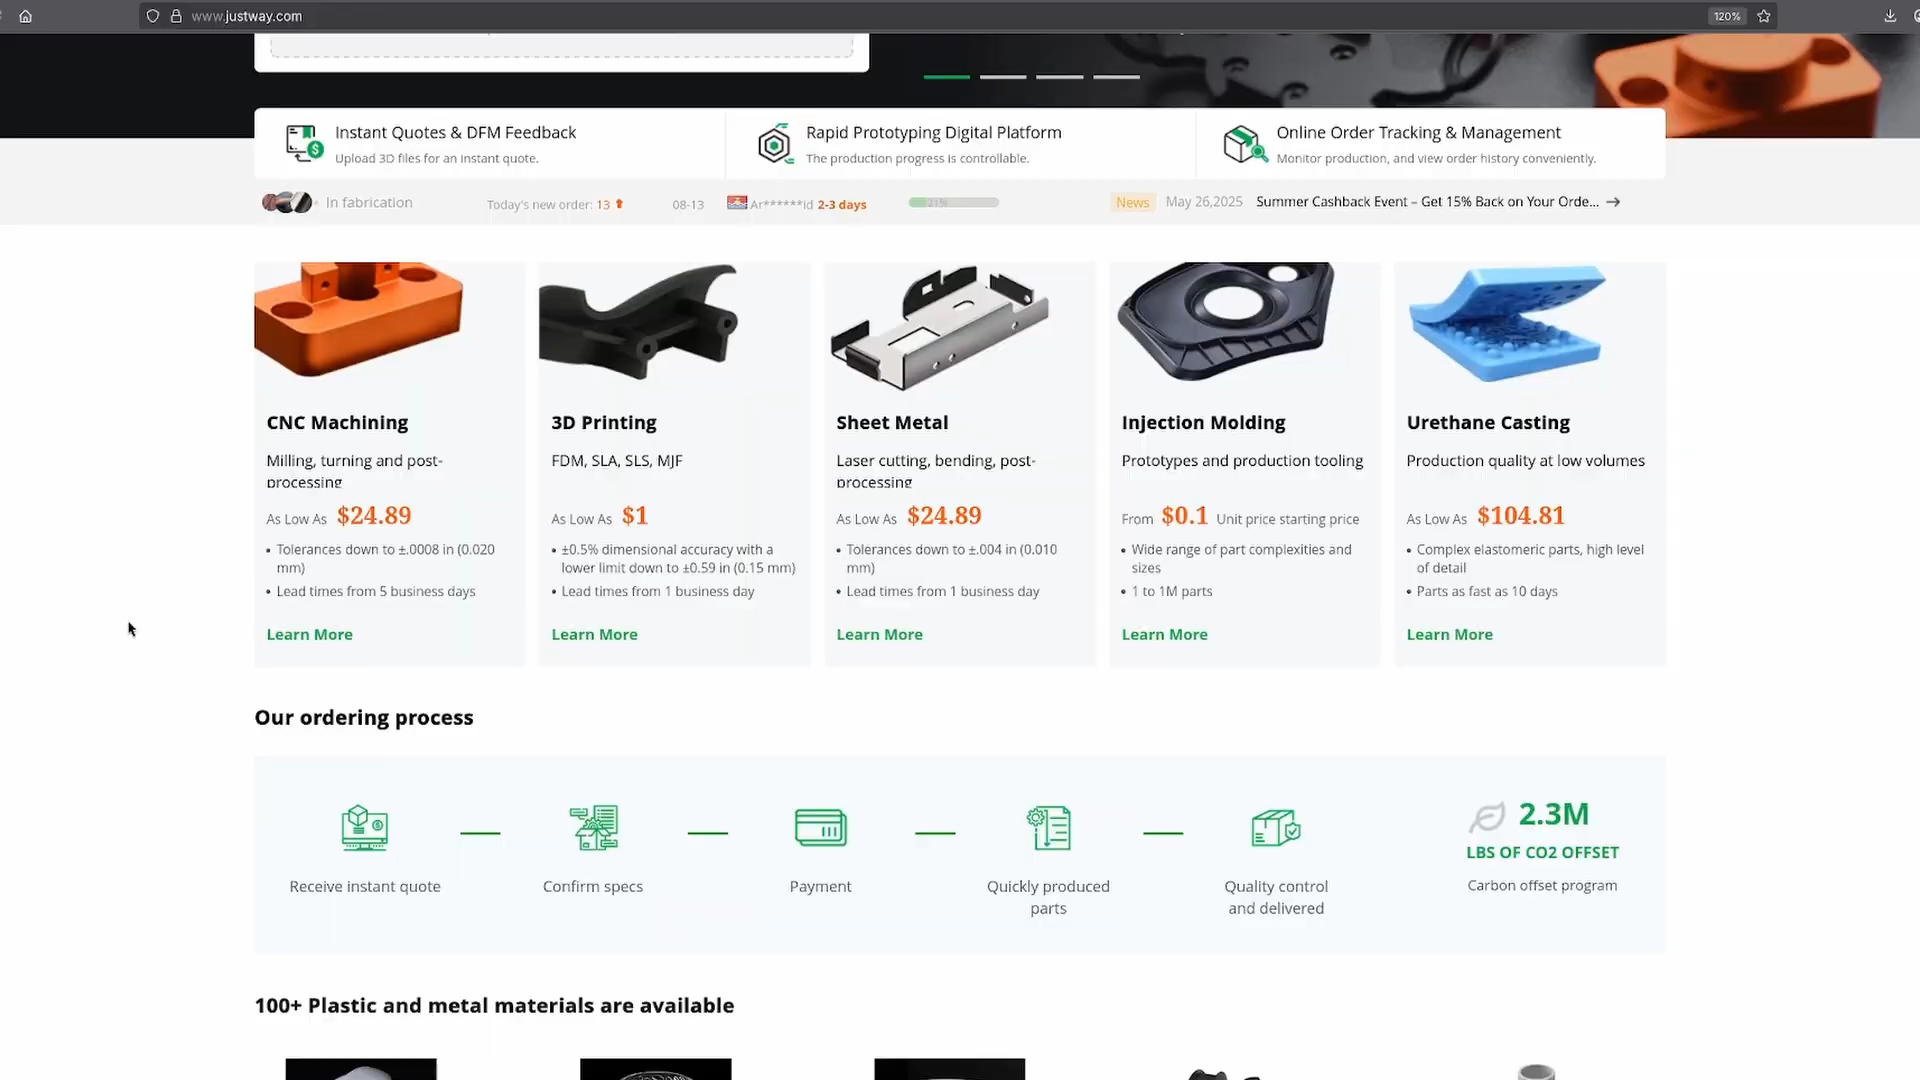 www.justway.com
120%
Instant Quotes & DFM Feedback
Upload 3D files for an instant quote.
Rapid Prototyping Digital Platform
The production progress is controllable.
Online Order Tracking & Management
Monitor production, and view order history conveniently.
In fabrication
Today's new order: 13
08-13
Ar******id 2-3 days
21%
News
May 26,2025
Summer Cashback Event – Get 15% Back on Your Orde...
CNC Machining
Milling, turning and post-
processing
As Low As $24.89
• Tolerances down to ±.0008 in (0.020
mm)
• Lead times from 5 business days
Learn More
3D Printing
FDM, SLA, SLS, MJF
As Low As $1
• ±0.5% dimensional accuracy with a
lower limit down to ±0.59 in (0.15 mm)
• Lead times from 1 business day
Learn More
Sheet Metal
Laser cutting, bending, post-
processing
As Low As $24.89
• Tolerances down to ±.004 in (0.010
mm)
• Lead times from 1 business day
Learn More
Injection Molding
Prototypes and production tooling
From $0.1 Unit price starting price
• Wide range of part complexities and
sizes
• 1 to 1M parts
Learn More
Urethane Casting
Production quality at low volumes
As Low As $104.81
• Complex elastomeric parts, high level
of detail
• Parts as fast as 10 days
Learn More
Our ordering process
Receive instant quote
Confirm specs
Payment
Quickly produced
parts
Quality control
and delivered
2.3M
LBS OF CO2 OFFSET
Carbon offset program
100+ Plastic and metal materials are available